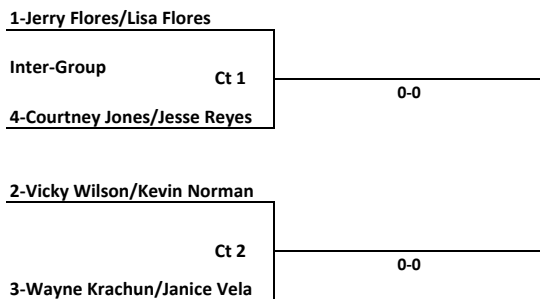 1-Jerry Flores/Lisa Flores
Inter-Group
Ct 1
0-0
4-Courtney Jones/Jesse Reyes
2-Vicky Wilson/Kevin Norman
Ct 2
0-0
3-Wayne Krachun/Janice Vela